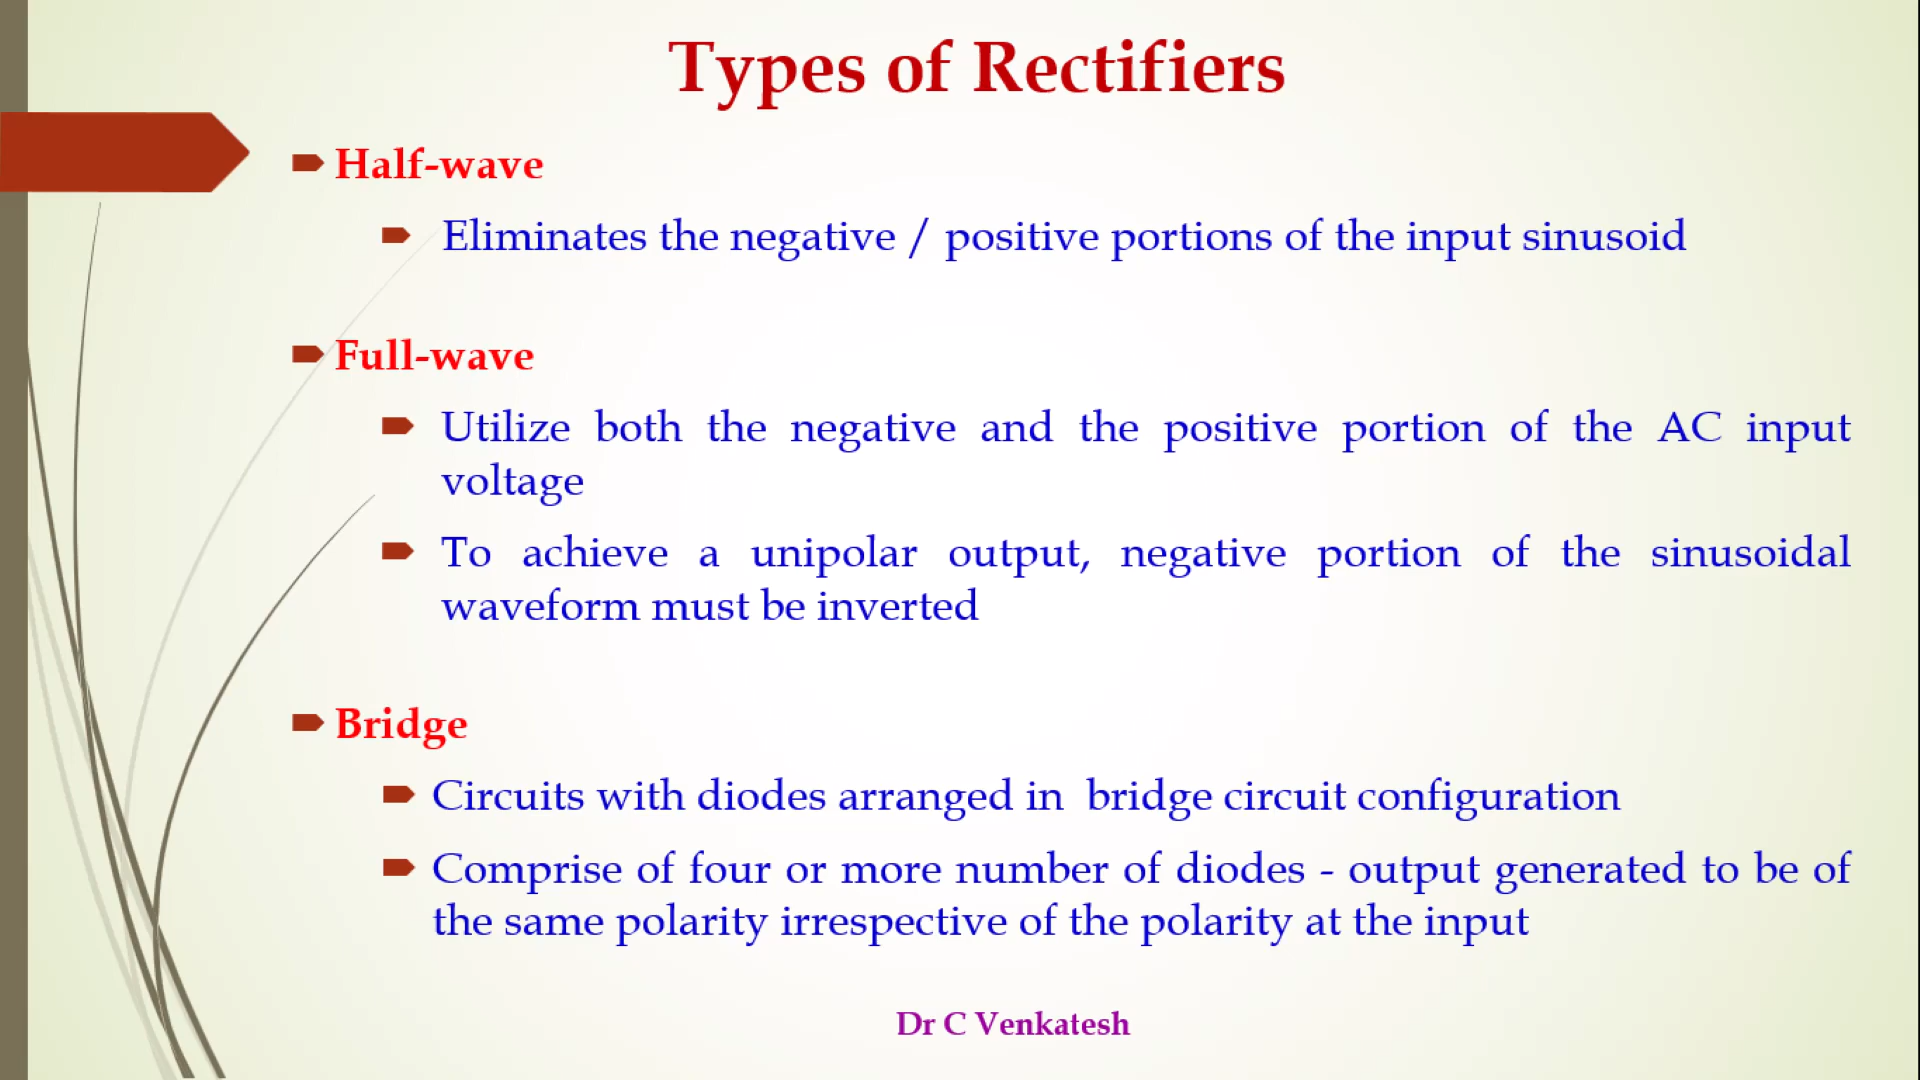 Types of Rectifiers
Half-wave
Eliminates the negative / positive portions of the input sinusoid
Full-wave
Utilize both the negative and the positive portion of the AC input
voltage
To achieve a unipolar output, negative portion of the sinusoidal
waveform must be inverted
Bridge
Circuits with diodes arranged in bridge circuit configuration
Comprise of four or more number of diodes - output generated to be of
the same polarity irrespective of the polarity at the input
Dr C Venkatesh